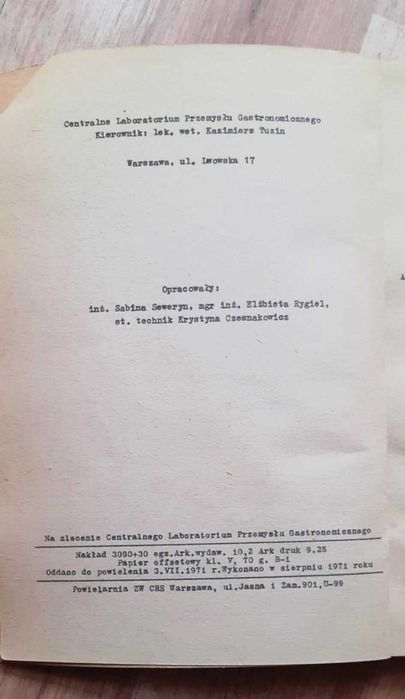 Centralne Laboratorium Przemysłu Gastronomicznego
Kierownik: lek. wet. Kazimierz Tuzin
Warszawa, ul. Lwowska 17
Opracowały:
inż. Sabina Seweryn, mgr inż. Elżbieta Rygiel,
st. technik Krystyna Czesnakowicz
Na zlecenie Centralnego Laboratorium Przemysłu Gastronomicznego
Nakład 3090+30 egz.Ark.wydaw. 10,2 Ark druk 9.25
Papier offsetowy kl. V, 70 g. B-1
Oddano do powielenia 3.VII.1971 r.Wykonano w sierpniu 1971 roku
Powielarnia ZW CRS Warszawa, ul.Jasna 1 Zam.901,U-99